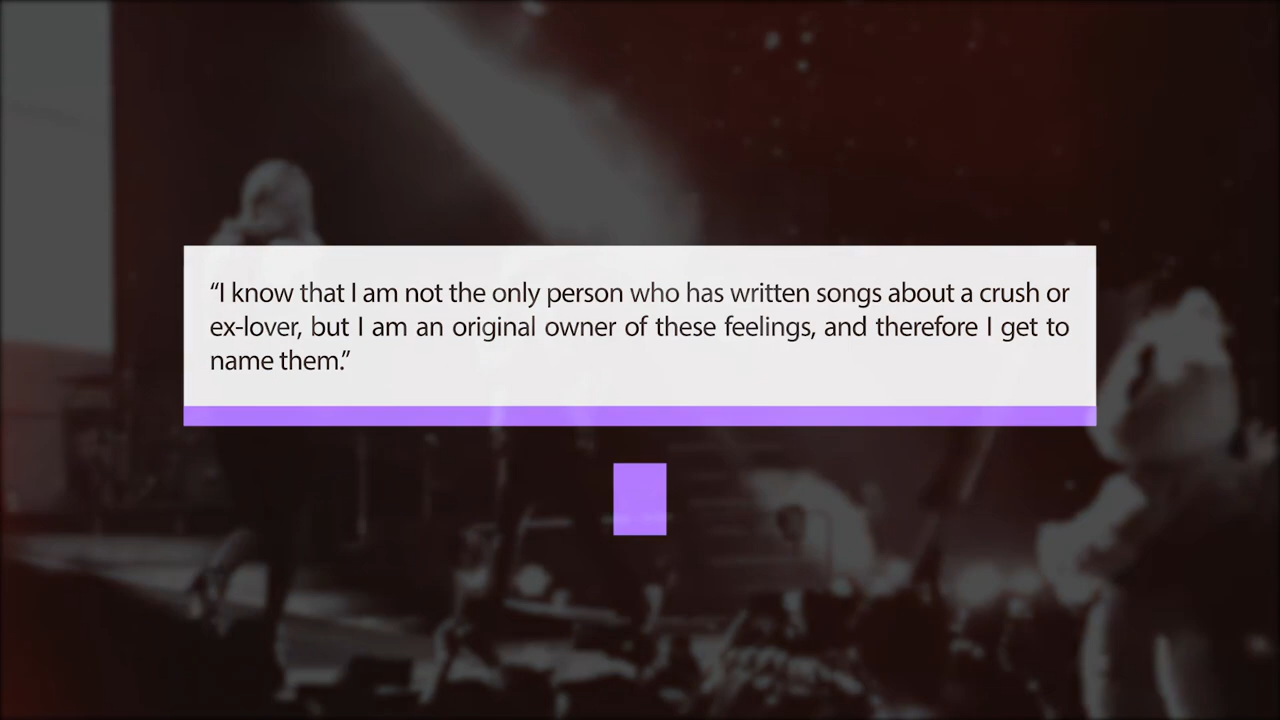 “I know that I am not the only person who has written songs about a crush or
ex-lover, but I am an original owner of these feelings, and therefore I get to
name them.”